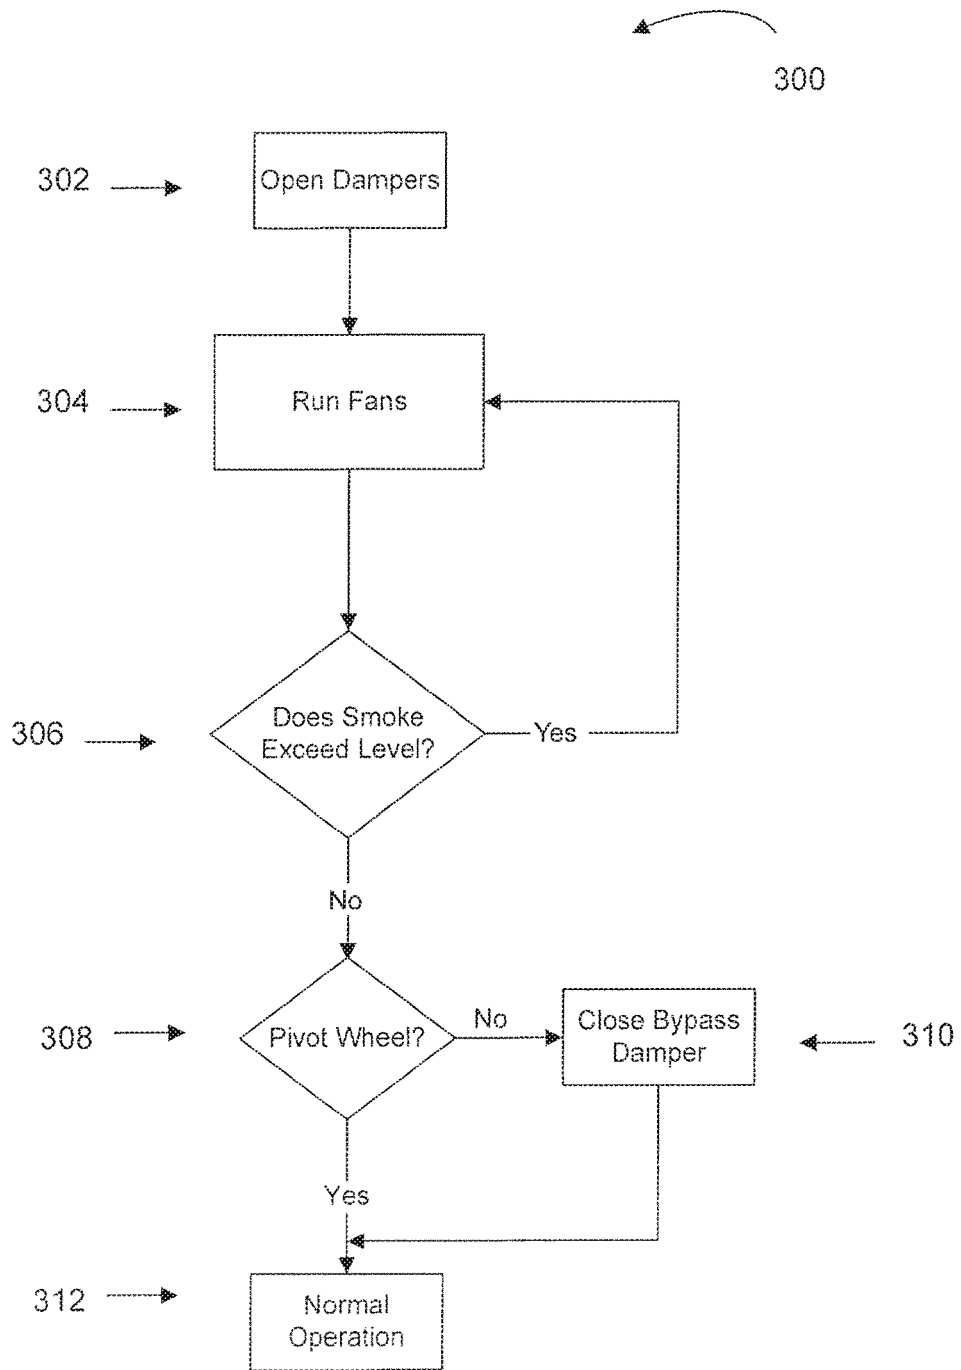 300
302
Open Dampers
304
Run Fans
306
Does Smoke
Exceed Level?
Yes
No
308
Pivot Wheel?
No
Close Bypass
Damper
310
Yes
312
Normal
Operation